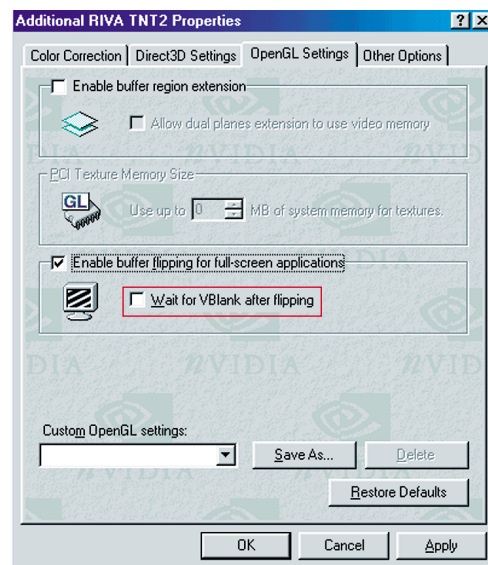 Additional RIVA TNT2 Properties
? X
Color Correction Direct3D Settings OpenGL Settings Other Options
Enable buffer region extension
Allow dual planes extension to use video memory
PCI Texture Memory Size
GL
Use up to 0 MB of system memory for textures.
Enable buffer flipping for full-screen applications
Wait for VBlank after flipping
Custom OpenGL settings:
Save As... Delete
Restore Defaults
OK Cancel Apply
nVIDIA